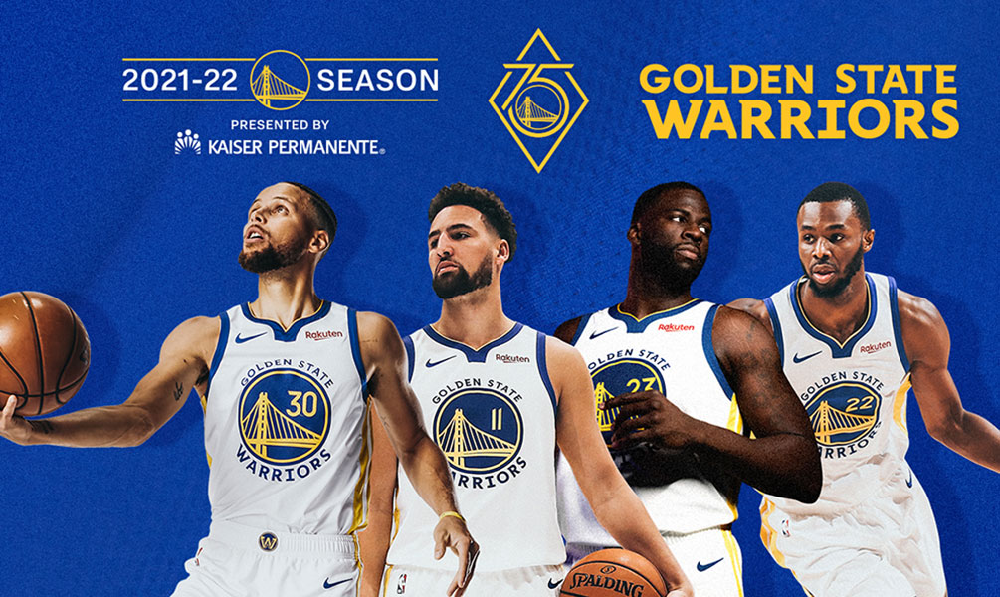 2021-22 SEASON
PRESENTED BY
KAISER PERMANENTE®
75
GOLDEN STATE
WARRIORS
Rakuten
GOLDEN STATE
30
WARRIORS
Rakuten
GOLDEN STATE
11
WARRIORS
Rakuten
GOLDEN STATE
23
Rakuten
GOLDEN STATE
22
WARRIORS
W
SPALDING